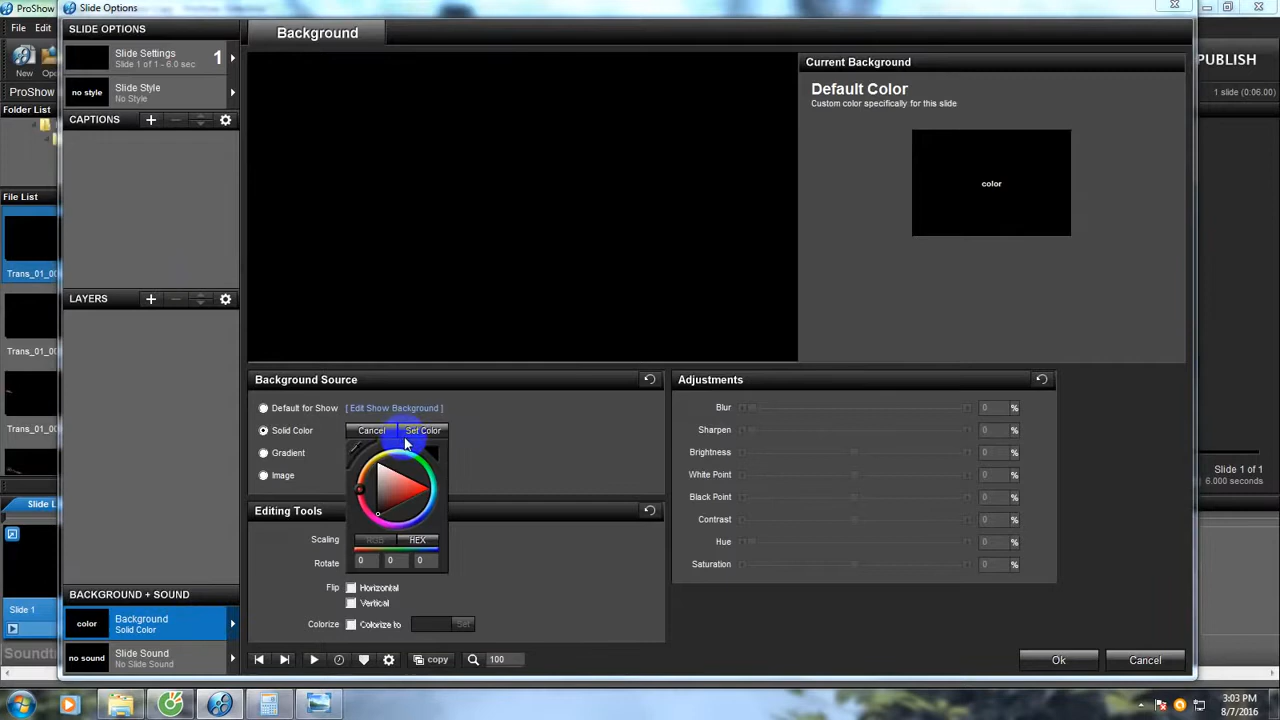 ProShow
Slide Options
SLIDE OPTIONS
File Edit
Slide Settings
Slide 1 of 1 - 6.0 sec
1
no style
Slide Style
No Style
New
ProShow
Folder List
CAPTIONS
File List
LAYERS
Slide 1
BACKGROUND + SOUND
color
Background
Solid Color
no sound
Slide Sound
No Slide Sound
Background
Current Background
Default Color
Custom color specifically for this slide
color
PUBLISH
1 slide (0:06.00)
Slide 1 of 1
6.000 seconds
Background Source
Default for Show [ Edit Show Background ]
Solid Color
Cancel Set Color
Gradient
Image
RGB HEX
0 0 0
Editing Tools
Scaling
Rotate
Flip Horizontal
Vertical
Colorize Colorize to Set
copy 100
Adjustments
Blur 0 %
Sharpen 0 %
Brightness 0 %
White Point 0 %
Black Point 0 %
Contrast 0 %
Hue 0 %
Saturation 0 %
Ok Cancel
3:03 PM
8/7/2016